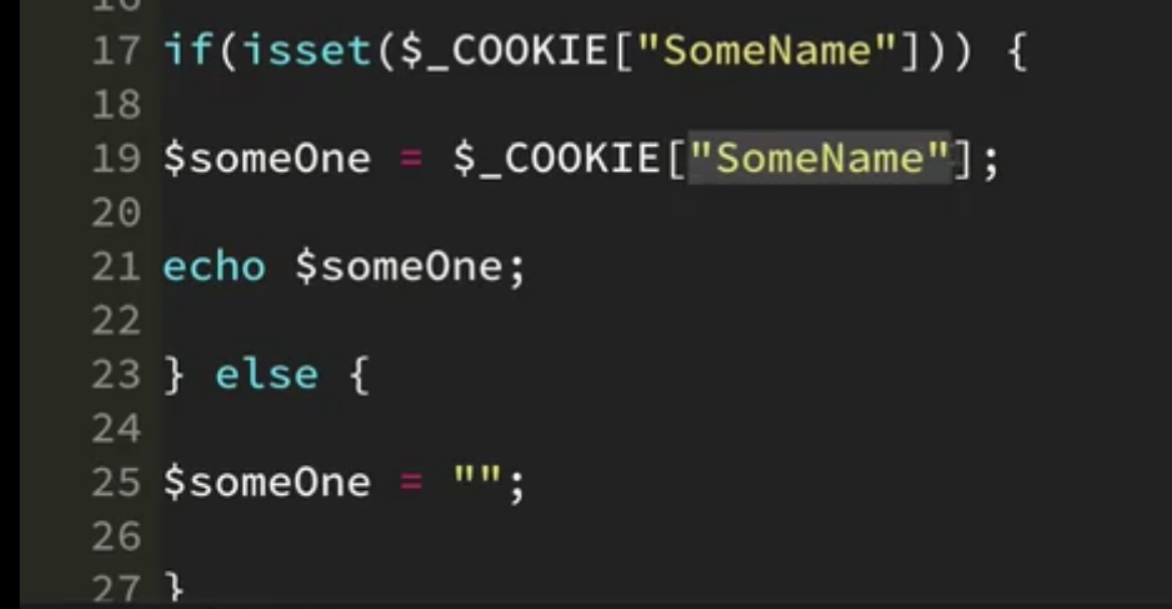 16
17 if(isset($_COOKIE["SomeName"])) {
18
19 $someOne = $_COOKIE["SomeName"];
20
21 echo $someOne;
22
23 } else {
24
25 $someOne = "";
26
27 }